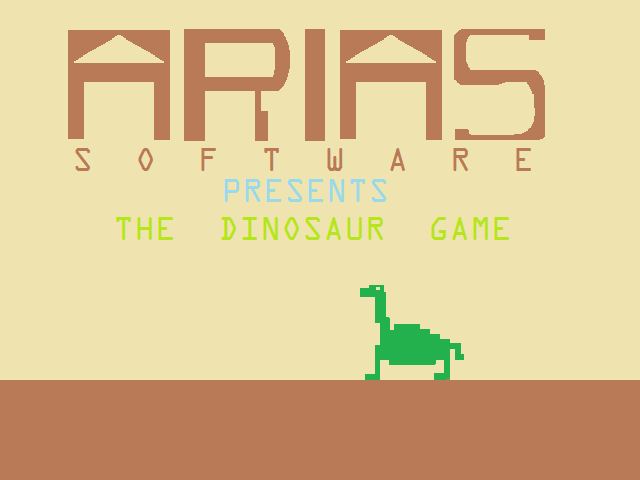 ARIAS
SOFTWARE
PRESENTS
THE DINOSAUR GAME